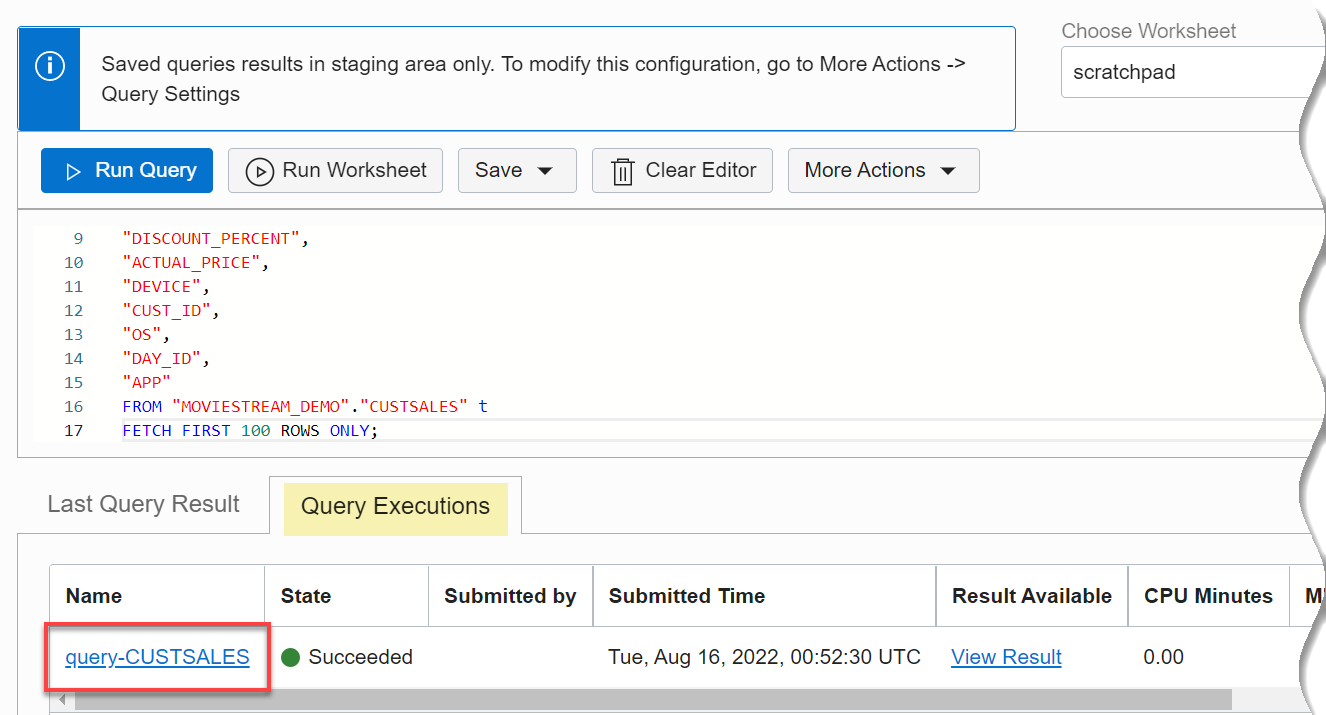 Choose Worksheet
Saved queries results in staging area only. To modify this configuration, go to More Actions ->
Query Settings
scratchpad
Run Query Run Worksheet Save Clear Editor More Actions
9 "DISCOUNT_PERCENT",
10 "ACTUAL_PRICE",
11 "DEVICE",
12 "CUST_ID",
13 "OS",
14 "DAY_ID",
15 "APP"
16 FROM "MOVIESTREAM_DEMO"."CUSTSALES" t
17 FETCH FIRST 100 ROWS ONLY;
Last Query Result Query Executions
Name State Submitted by Submitted Time Result Available CPU Minutes
query-CUSTSALES Succeeded Tue, Aug 16, 2022, 00:52:30 UTC View Result 0.00